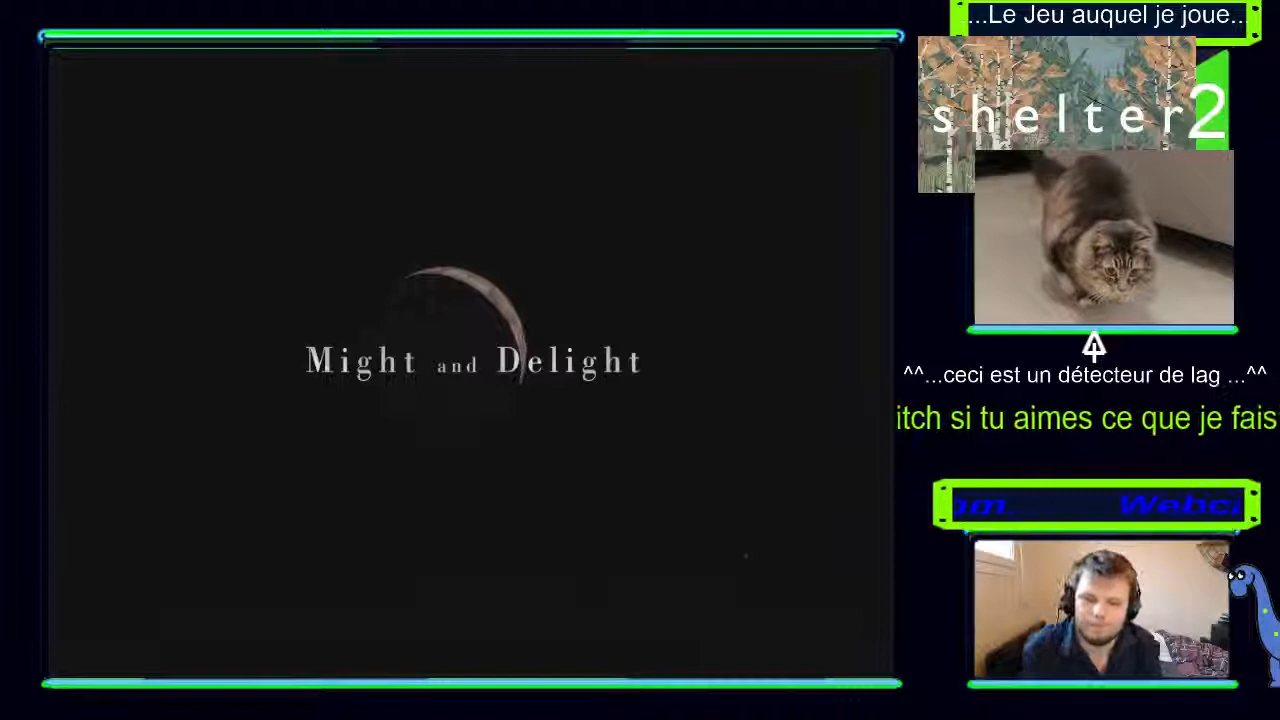 ...Le Jeu auquel je joue...
shelter2
Might and Delight
^^...ceci est un détecteur de lag ...^^
itch si tu aimes ce que je fais